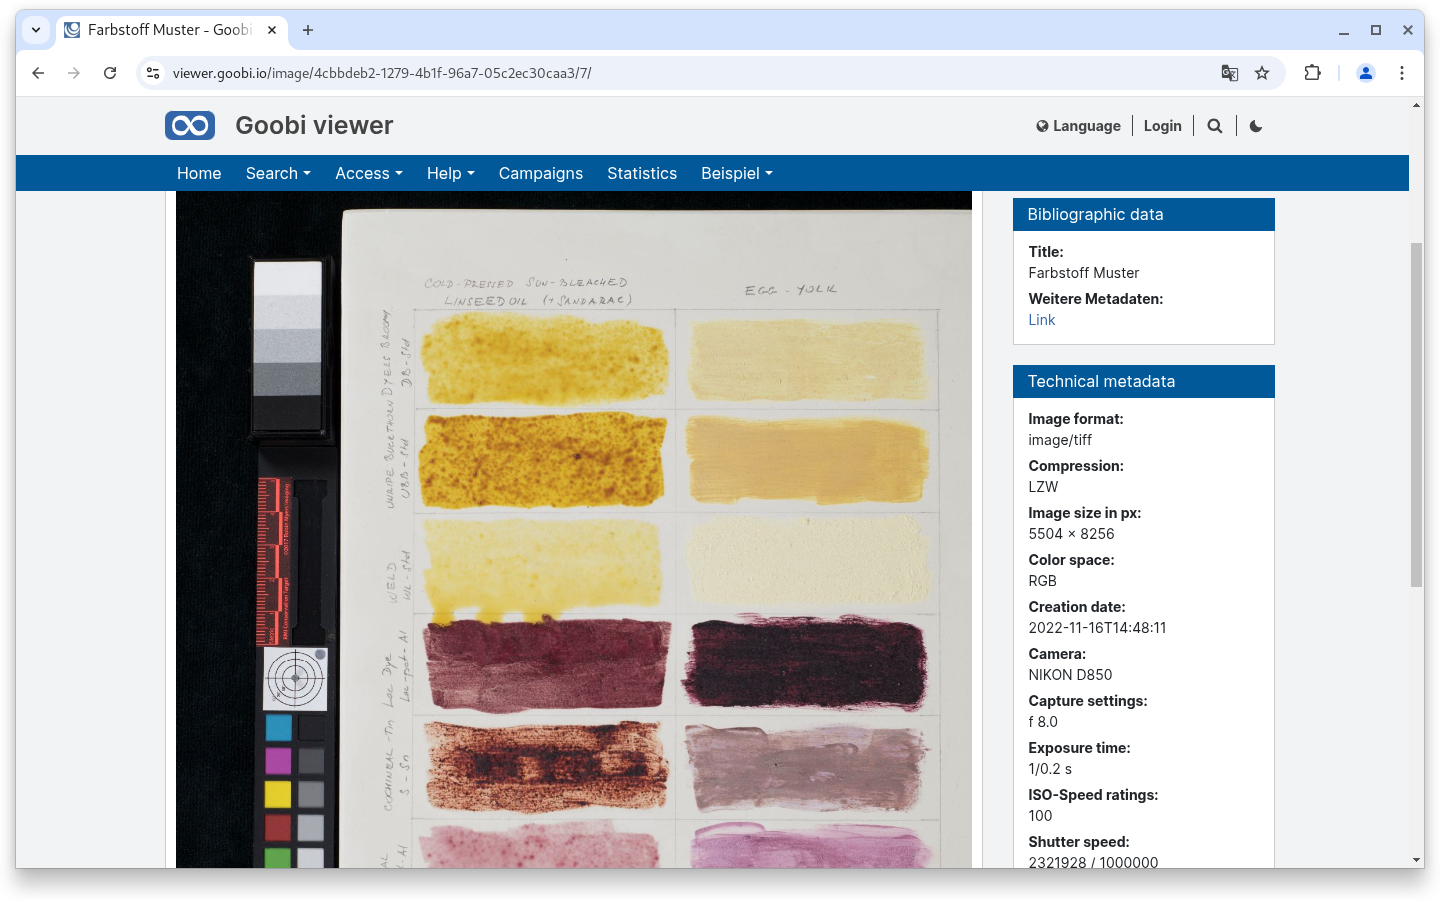 Farbstoff Muster - Goobi
viewer.goobi.io/image/4cbbdeb2-1279-4b1f-96a7-05c2ec30caa3/7/
Goobi viewer
Language
Login
Home
Search
Access
Help
Campaigns
Statistics
Beispiel
COLD-PRESSED SUN-BLEACHED
LINSEED OIL (+ SANDARAC)
EGG - YOLK
UNRIPE BUCKTHORN DYERS BROOM
UBB - Std DB - Std
WELD
WL - Std
Lac Dye
Lac-pot-Al
COCHINEAL - Tin
S - Sn
Bibliographic data
Title:
Farbstoff Muster
Weitere Metadaten:
Link
Technical metadata
Image format:
image/tiff
Compression:
LZW
Image size in px:
5504 × 8256
Color space:
RGB
Creation date:
2022-11-16T14:48:11
Camera:
NIKON D850
Capture settings:
f 8.0
Exposure time:
1/0.2 s
ISO-Speed ratings:
100
Shutter speed:
2321928 / 1000000